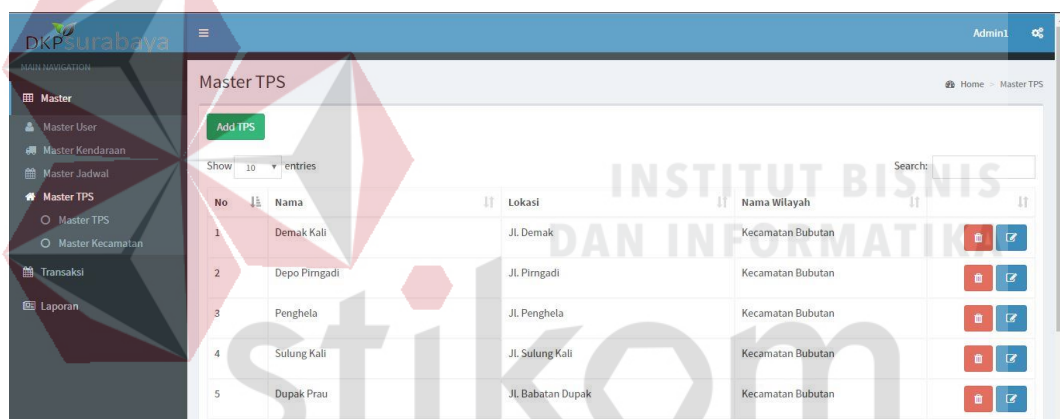 DKPsurabaya
Admin1
MAIN NAVIGATION
Master
Master User
Master Kendaraan
Master Jadwal
Master TPS
Master TPS
Master Kecamatan
Transaksi
Laporan
Master TPS
Home > Master TPS
Add TPS
Show 10 entries
Search:
No Nama Lokasi Nama Wilayah
1 Demak Kali Jl. Demak Kecamatan Bubutan
2 Depo Pirngadi Jl. Pirngadi Kecamatan Bubutan
3 Penghela Jl. Penghela Kecamatan Bubutan
4 Sulung Kali Jl. Sulung Kali Kecamatan Bubutan
5 Dupak Prau Jl. Babatan Dupak Kecamatan Bubutan
INSTITUT BISNIS
DAN INFORMATIKA
stikom